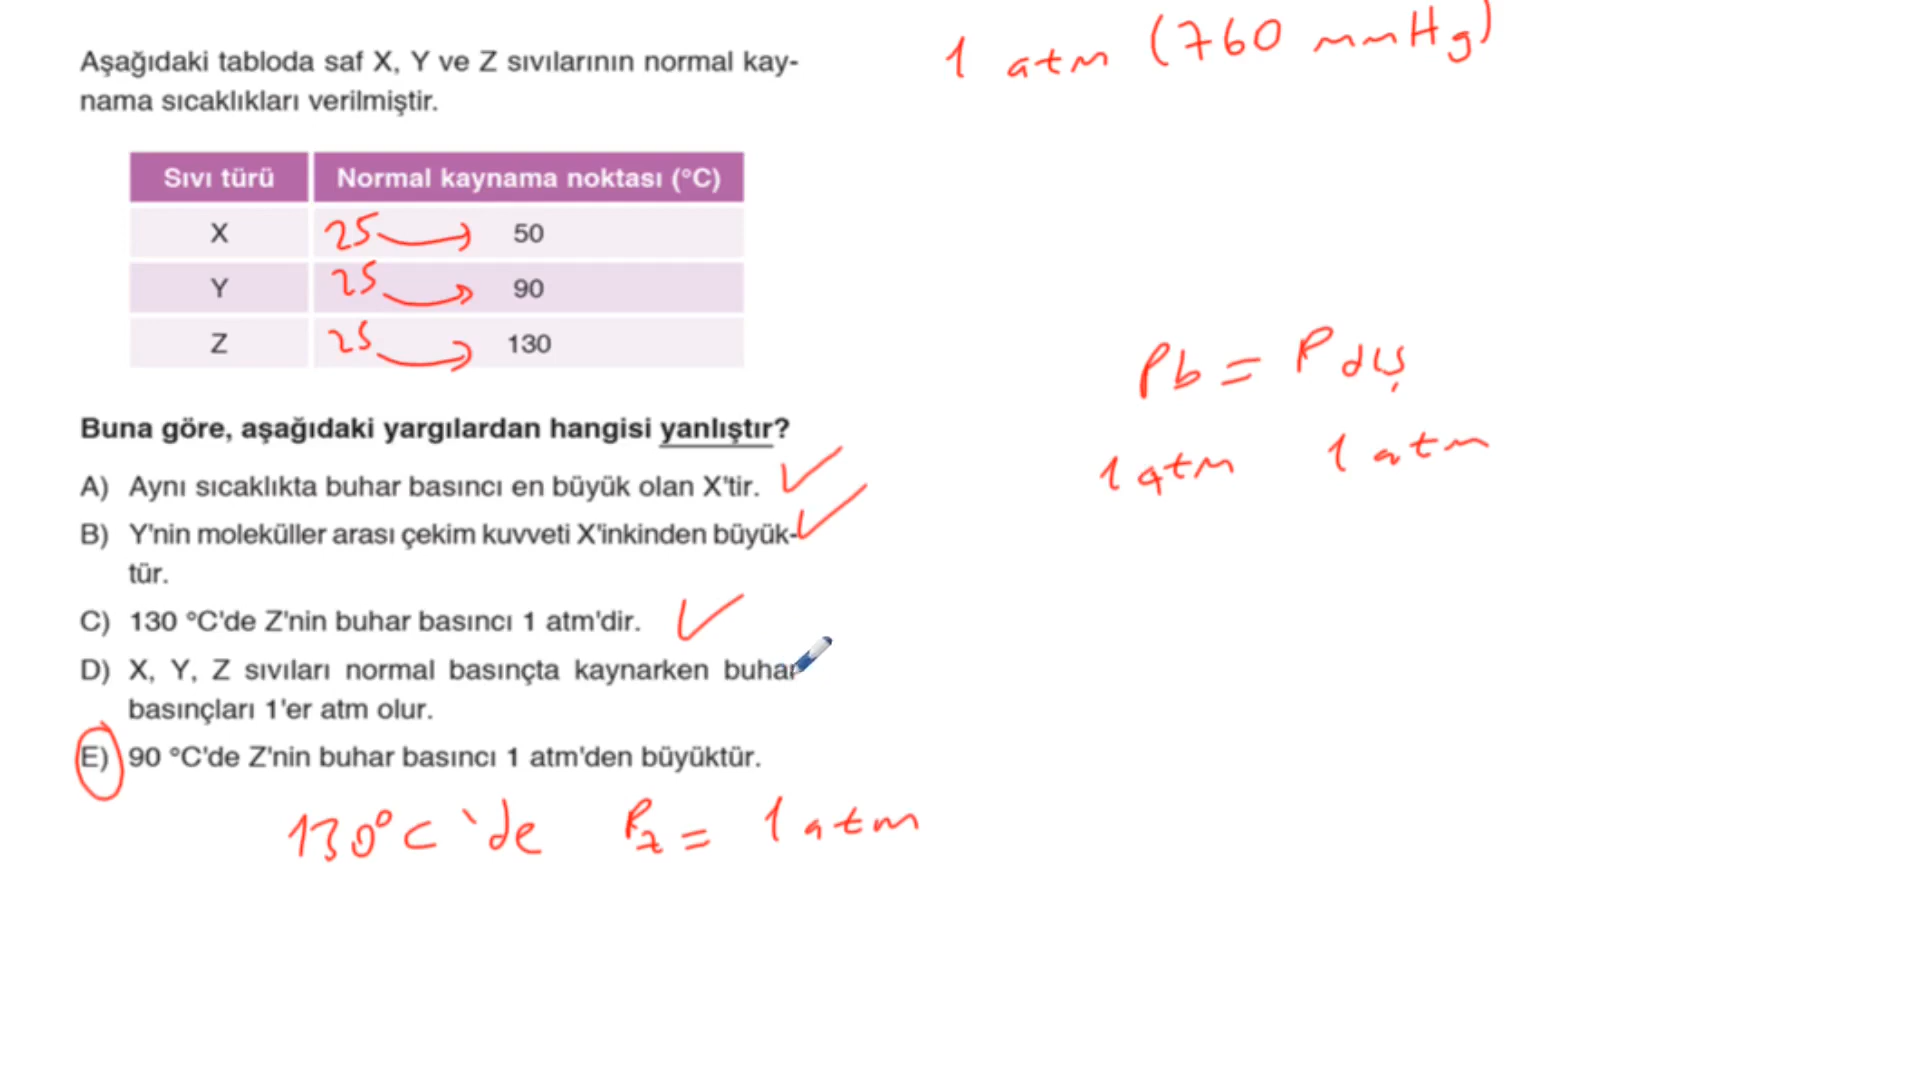 1 atm (760 mmHg)
Aşağıdaki tabloda saf X, Y ve Z sıvılarının normal kay-
nama sıcaklıkları verilmiştir.
Sıvı türü Normal kaynama noktası (°C)
X 25 → 50
Y 25 → 90
Z 25 → 130
Pb = Pdış
1 atm 1 atm
Buna göre, aşağıdaki yargılardan hangisi yanlıştır?
A) Aynı sıcaklıkta buhar basıncı en büyük olan X'tir.
B) Y'nin moleküller arası çekim kuvveti X'inkinden büyük-
tür.
C) 130 °C'de Z'nin buhar basıncı 1 atm'dir.
D) X, Y, Z sıvıları normal basınçta kaynarken buhar
basınçları 1'er atm olur.
E) 90 °C'de Z'nin buhar basıncı 1 atm'den büyüktür.
130°C'de Pz = 1 atm